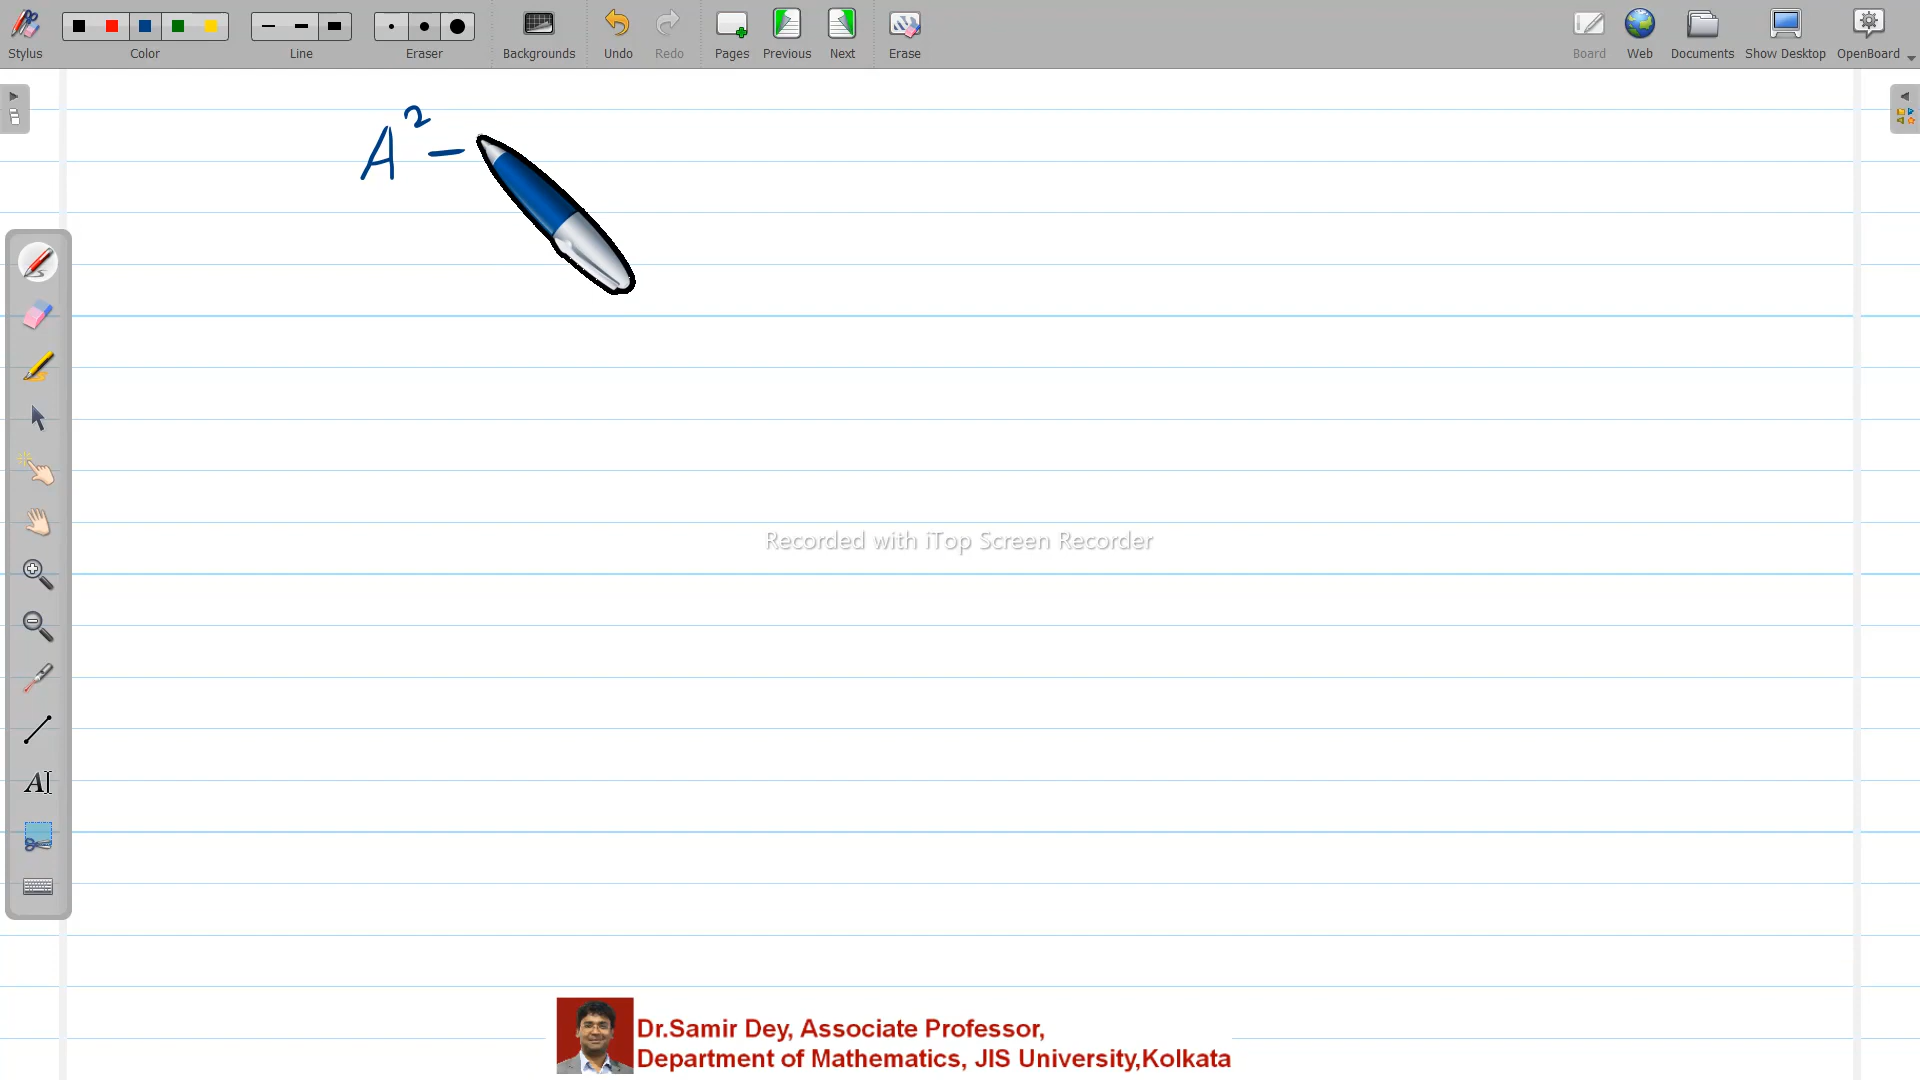 Stylus Color Line Eraser Backgrounds Undo Redo Pages Previous Next Erase Board Web Documents Show Desktop OpenBoard
A² –
AI
Recorded with iTop Screen Recorder
Dr.Samir Dey, Associate Professor,
Department of Mathematics, JIS University,Kolkata